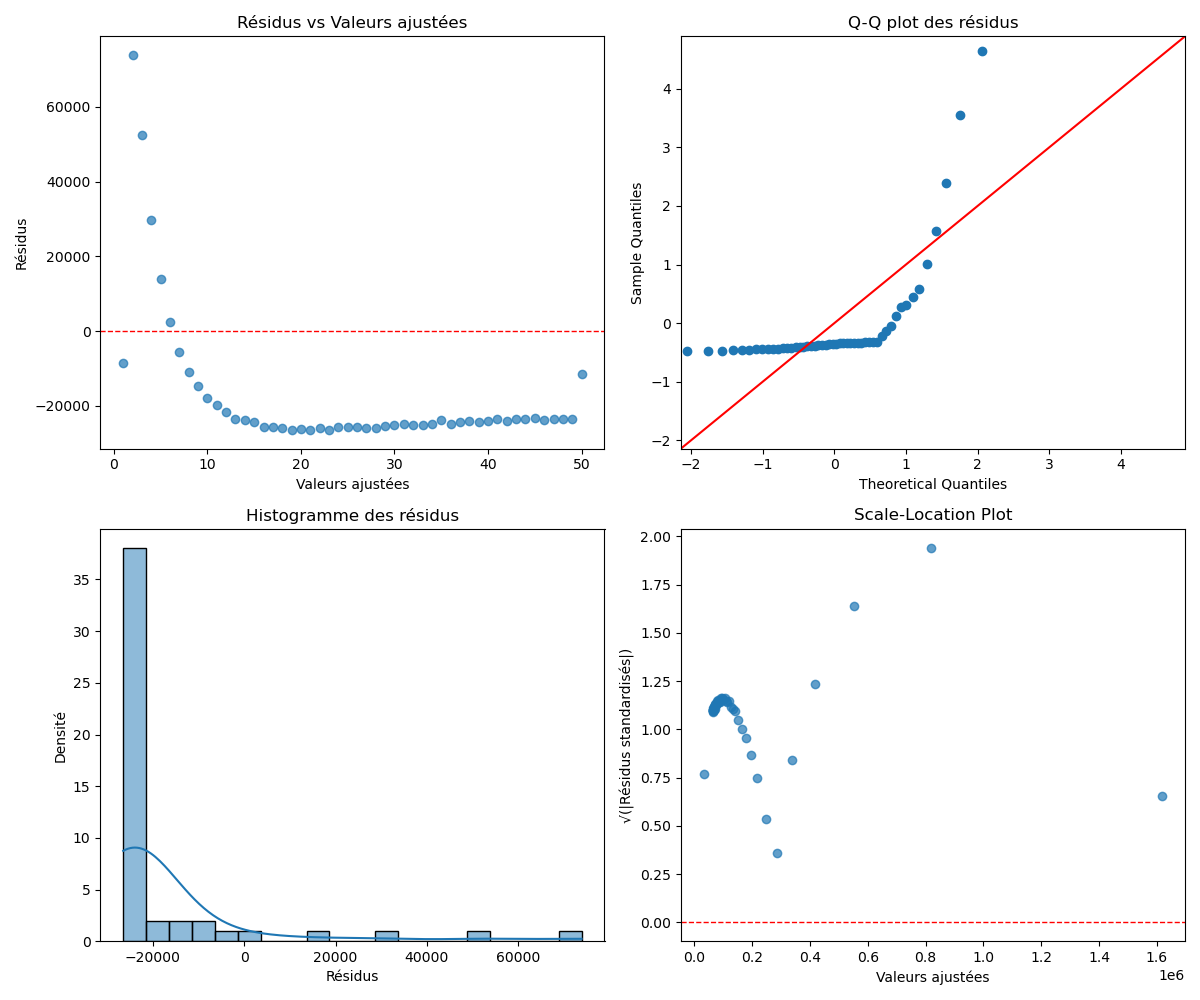 Résidus vs Valeurs ajustées
Résidus
60000
40000
20000
0
−20000
0 10 20 30 40 50
Valeurs ajustées
Q-Q plot des résidus
Sample Quantiles
4
3
2
1
0
−1
−2
−2 −1 0 1 2 3 4
Theoretical Quantiles
Histogramme des résidus
Densité
35
30
25
20
15
10
5
0
−20000 0 20000 40000 60000
Résidus
Scale-Location Plot
√(|Résidus standardisés|)
2.00
1.75
1.50
1.25
1.00
0.75
0.50
0.25
0.00
0.0 0.2 0.4 0.6 0.8 1.0 1.2 1.4 1.6
1e6
Valeurs ajustées